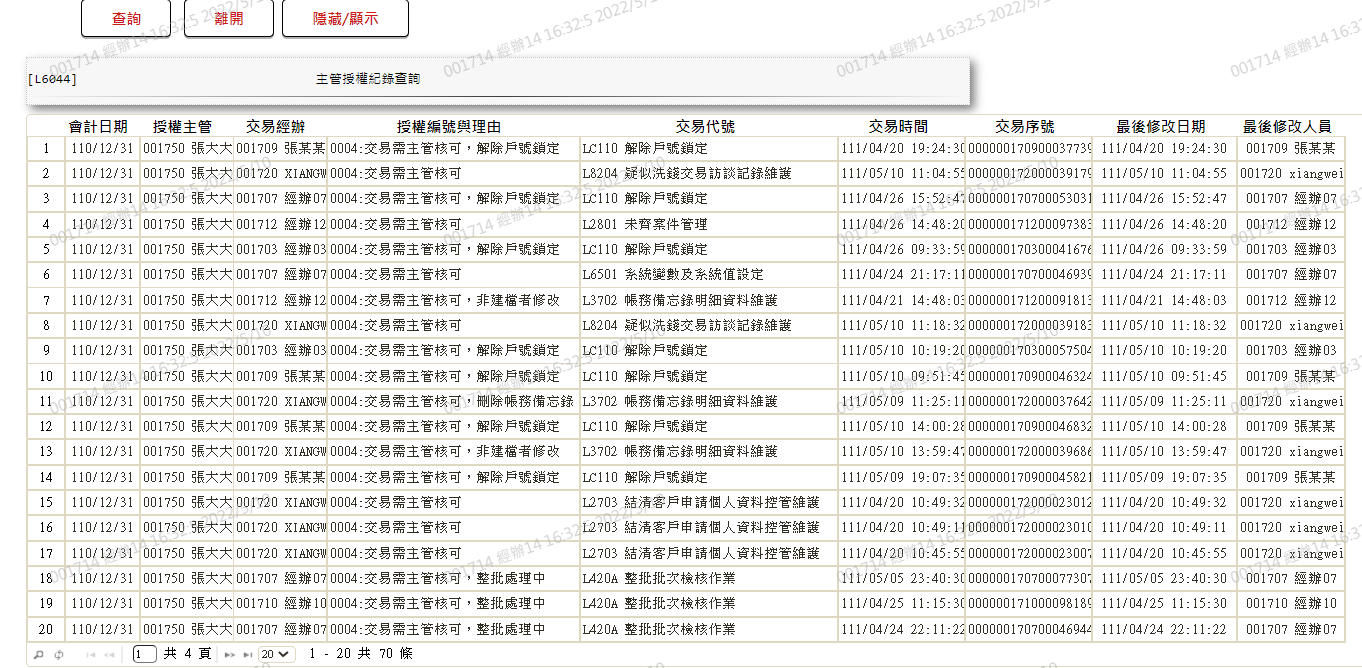 查詢 離開 隱藏/顯示
[L6044] 主管授權紀錄查詢
會計日期 授權主管 交易經辦 授權編號與理由 交易代號 交易時間 交易序號 最後修改日期 最後修改人員
1 110/12/31 001750 張大大 001709 張某某 0004:交易需主管核可，解除戶號鎖定 LC110 解除戶號鎖定 111/04/20 19:24:30 000000170900037739 111/04/20 19:24:30 001709 張某某
2 110/12/31 001750 張大大 001720 XIANGW 0004:交易需主管核可 L8204 疑似洗錢交易訪談記錄維護 111/05/10 11:04:55 000000172000039179 111/05/10 11:04:55 001720 xiangwei
3 110/12/31 001750 張大大 001707 經辦07 0004:交易需主管核可，解除戶號鎖定 LC110 解除戶號鎖定 111/04/26 15:52:47 000000170700053031 111/04/26 15:52:47 001707 經辦07
4 110/12/31 001750 張大大 001712 經辦12 0004:交易需主管核可 L2801 未齊案件管理 111/04/26 14:48:20 000000171200097383 111/04/26 14:48:20 001712 經辦12
5 110/12/31 001750 張大大 001703 經辦03 0004:交易需主管核可，解除戶號鎖定 LC110 解除戶號鎖定 111/04/26 09:33:59 000000170300041676 111/04/26 09:33:59 001703 經辦03
6 110/12/31 001750 張大大 001707 經辦07 0004:交易需主管核可 L6501 系統變數及系統值設定 111/04/24 21:17:11 000000170700046939 111/04/24 21:17:11 001707 經辦07
7 110/12/31 001750 張大大 001712 經辦12 0004:交易需主管核可，非建檔者修改 L3702 帳務備忘錄明細資料維護 111/04/21 14:48:03 000000171200091813 111/04/21 14:48:03 001712 經辦12
8 110/12/31 001750 張大大 001720 XIANGW 0004:交易需主管核可 L8204 疑似洗錢交易訪談記錄維護 111/05/10 11:18:32 000000172000039183 111/05/10 11:18:32 001720 xiangwei
9 110/12/31 001750 張大大 001703 經辦03 0004:交易需主管核可，解除戶號鎖定 LC110 解除戶號鎖定 111/05/10 10:19:20 000000170300057504 111/05/10 10:19:20 001703 經辦03
10 110/12/31 001750 張大大 001709 張某某 0004:交易需主管核可，解除戶號鎖定 LC110 解除戶號鎖定 111/05/10 09:51:45 000000170900046324 111/05/10 09:51:45 001709 張某某
11 110/12/31 001750 張大大 001720 XIANGW 0004:交易需主管核可，刪除帳務備忘錄 L3702 帳務備忘錄明細資料維護 111/05/09 11:25:11 000000172000037642 111/05/09 11:25:11 001720 xiangwei
12 110/12/31 001750 張大大 001709 張某某 0004:交易需主管核可，解除戶號鎖定 LC110 解除戶號鎖定 111/05/10 14:00:28 000000170900046832 111/05/10 14:00:28 001709 張某某
13 110/12/31 001750 張大大 001720 XIANGW 0004:交易需主管核可，非建檔者修改 L3702 帳務備忘錄明細資料維護 111/05/10 13:59:47 000000172000039686 111/05/10 13:59:47 001720 xiangwei
14 110/12/31 001750 張大大 001709 張某某 0004:交易需主管核可，解除戶號鎖定 LC110 解除戶號鎖定 111/05/09 19:07:35 000000170900045821 111/05/09 19:07:35 001709 張某某
15 110/12/31 001750 張大大 001720 XIANGW 0004:交易需主管核可 L2703 結清客戶申請個人資料控管維護 111/04/20 10:49:32 000000172000023012 111/04/20 10:49:32 001720 xiangwei
16 110/12/31 001750 張大大 001720 XIANGW 0004:交易需主管核可 L2703 結清客戶申請個人資料控管維護 111/04/20 10:49:11 000000172000023010 111/04/20 10:49:11 001720 xiangwei
17 110/12/31 001750 張大大 001720 XIANGW 0004:交易需主管核可 L2703 結清客戶申請個人資料控管維護 111/04/20 10:45:55 000000172000023007 111/04/20 10:45:55 001720 xiangwei
18 110/12/31 001750 張大大 001707 經辦07 0004:交易需主管核可，整批處理中 L420A 整批批次檢核作業 111/05/05 23:40:30 000000170700077307 111/05/05 23:40:30 001707 經辦07
19 110/12/31 001750 張大大 001710 經辦10 0004:交易需主管核可，整批處理中 L420A 整批批次檢核作業 111/04/25 11:15:30 000000171000098189 111/04/25 11:15:30 001710 經辦10
20 110/12/31 001750 張大大 001707 經辦07 0004:交易需主管核可，整批處理中 L420A 整批批次檢核作業 111/04/24 22:11:22 000000170700046944 111/04/24 22:11:22 001707 經辦07
1 共 4 頁 20 1 - 20 共 70 條